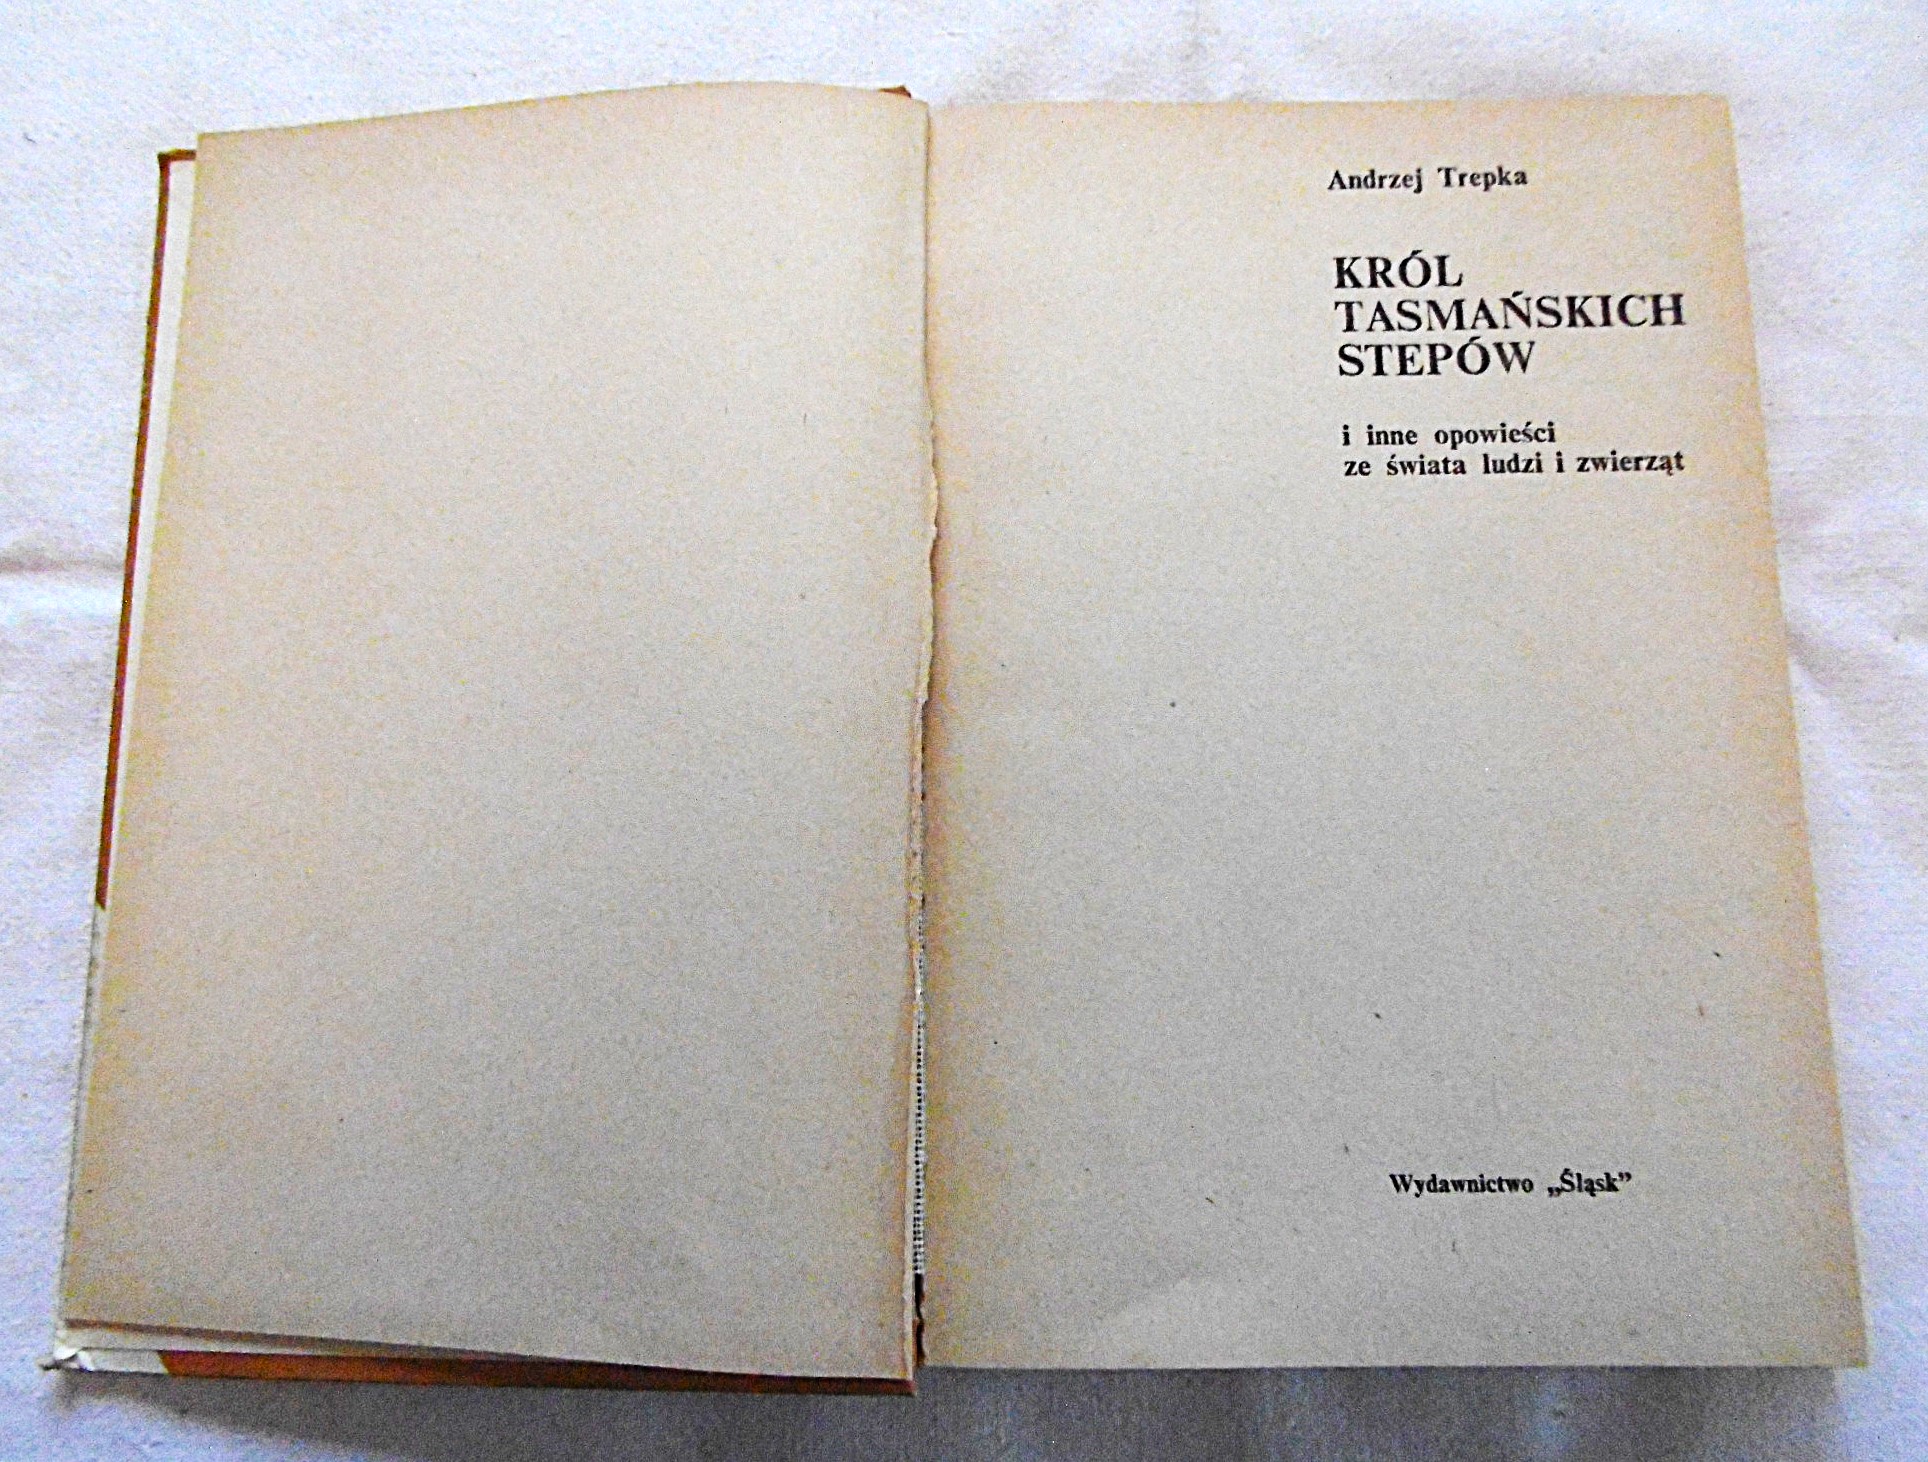 Andrzej Trepka
KRÓL
TASMAŃSKICH
STEPÓW
i inne opowieści
ze świata ludzi i zwierząt
Wydawnictwo „Śląsk”